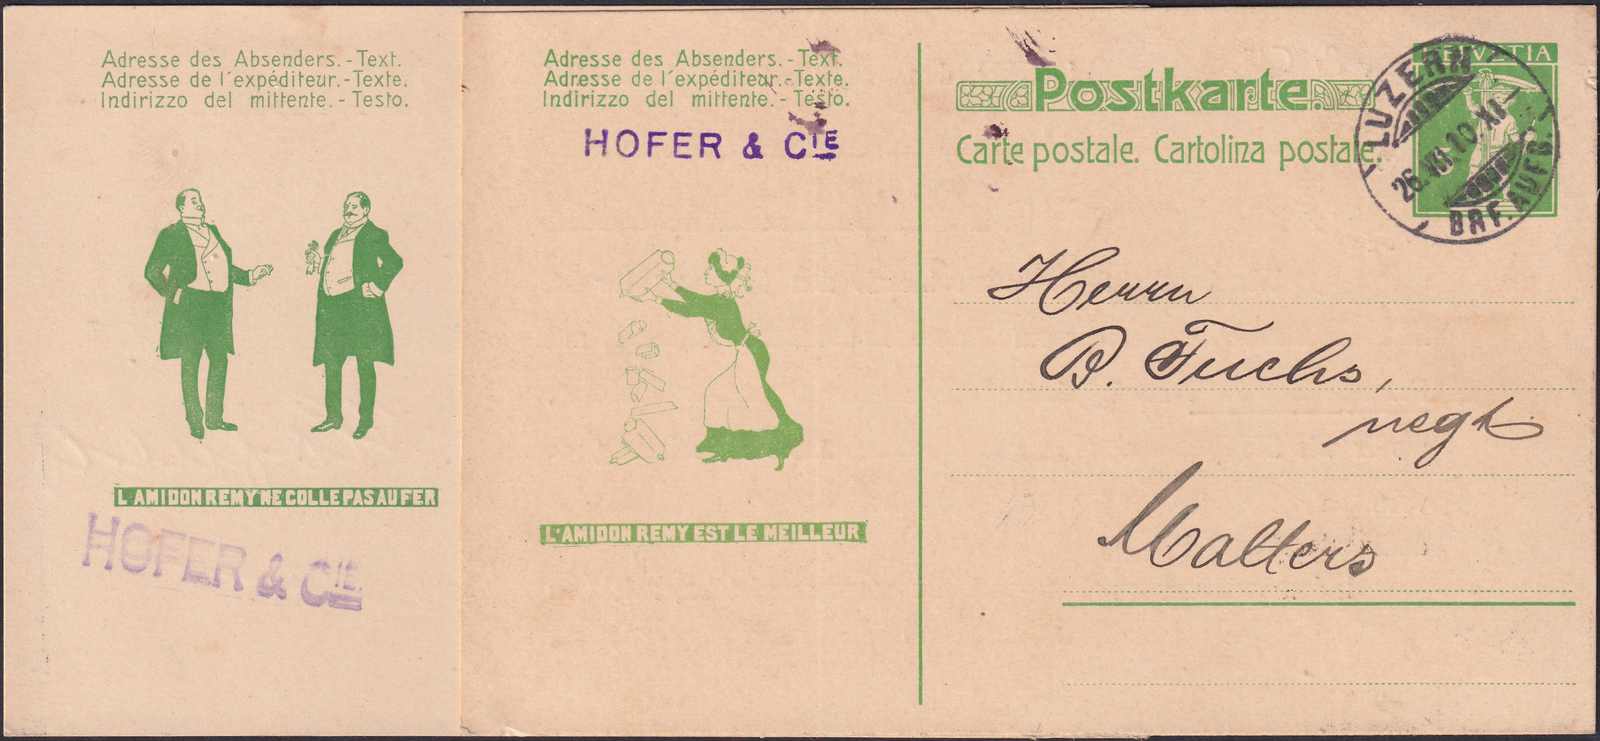 Adresse des Absenders.-Text.
Adresse de l'expéditeur.-Texte.
Indirizzo del mittente.-Testo.
L'AMIDON REMY NE COLLE PAS AU FER
HOFER & CIE
Adresse des Absenders.-Text.
Adresse de l'expéditeur.-Texte.
Indirizzo del mittente.-Testo.
HOFER & CIE
L'AMIDON REMY EST LE MEILLEUR
Postkarte.
Carte postale. Cartolina postale.
HELVETIA
LUZERN
26.VII.10.XI
BRF. AUFG.
Herrn
B. Fuchs,
negt
Malters